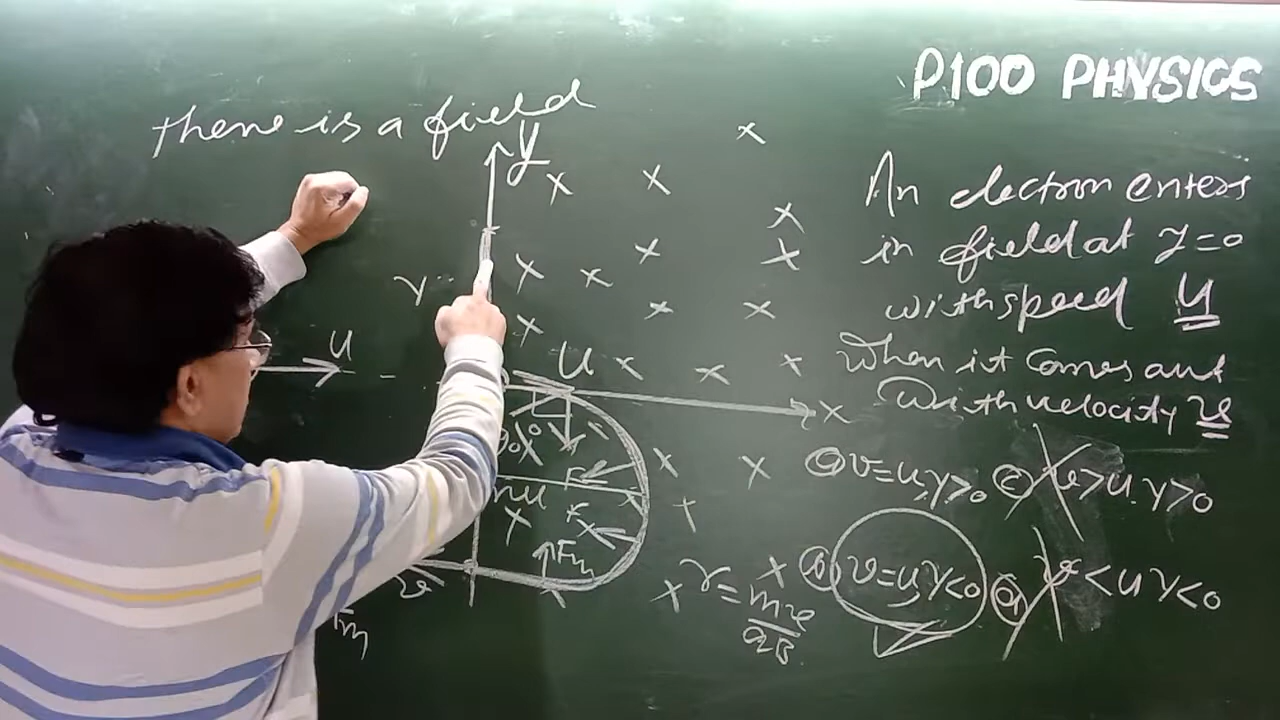 P100 PHYSICS
there is a field
y
An electron enters
in field at y=0
with speed u
When it comes out
with velocity v
u
u
x
a v=u, y>0 c v>u y>0
b v=u, y<0 d v<u y<0
F
F
Fm
v
r=mv/qB